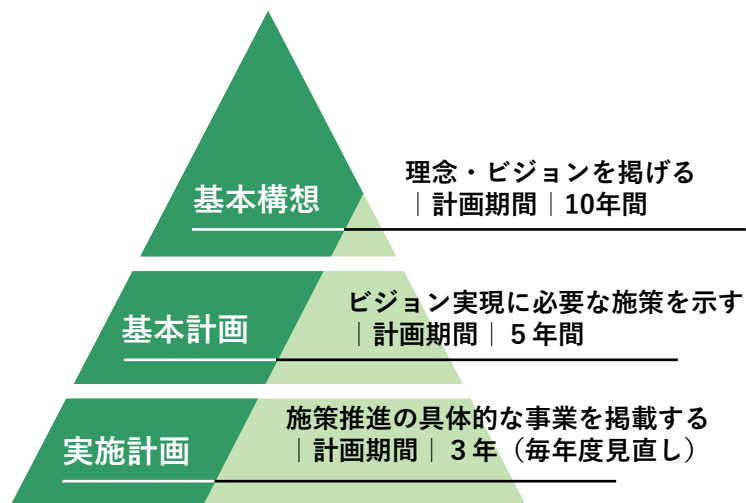 理念・ビジョンを掲げる
基本構想
｜計画期間｜10年間
ビジョン実現に必要な施策を示す
基本計画
｜計画期間｜５年間
施策推進の具体的な事業を掲載する
実施計画
｜計画期間｜３年（毎年度見直し）